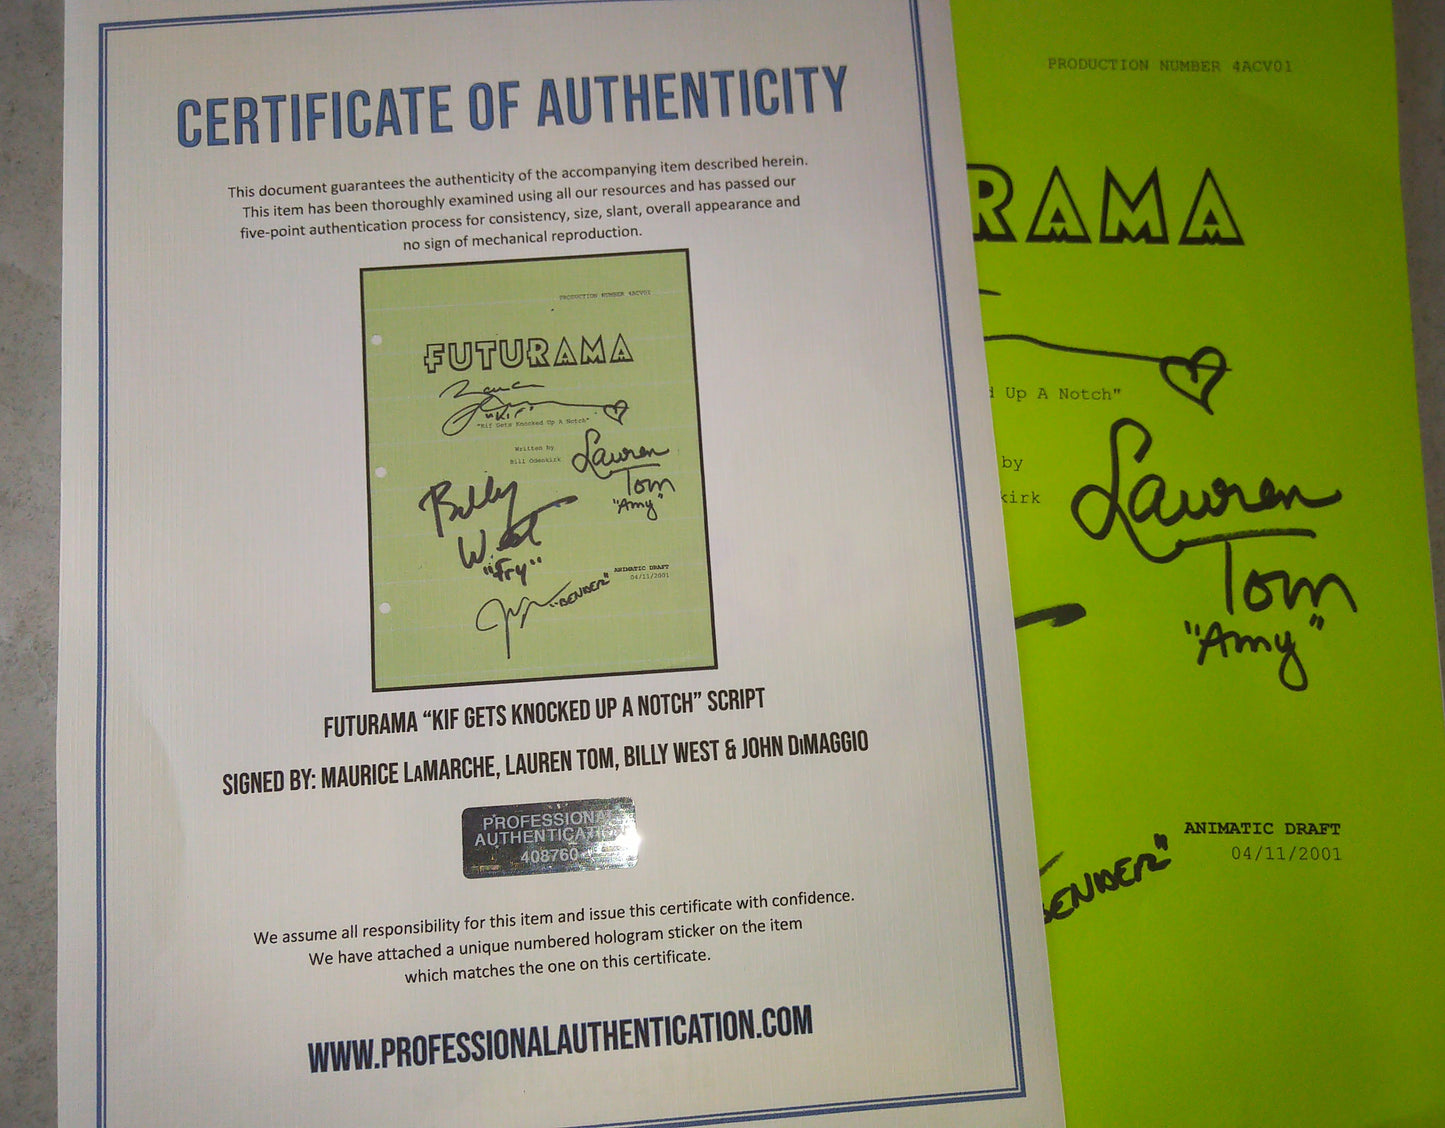 CERTIFICATE OF AUTHENTICITY
This document guarantees the authenticity of the accompanying item described herein.
This item has been thoroughly examined using all our resources and has passed our
five-point authentication process for consistency, size, slant, overall appearance and
no sign of mechanical reproduction.
PRODUCTION NUMBER 4ACV01
FUTURAMA
"KIF"
"Kif Gets Knocked Up A Notch"
Written by
Bill Odenkirk
Lauren
Tom
"Amy"
Billy
West
"Fry"
"BENDER"
ANIMATIC DRAFT
04/11/2001
FUTURAMA “KIF GETS KNOCKED UP A NOTCH” SCRIPT
SIGNED BY: MAURICE LAMARCHE, LAUREN TOM, BILLY WEST & JOHN DiMAGGIO
PROFESSIONAL
AUTHENTICATION
408760
We assume all responsibility for this item and issue this certificate with confidence.
We have attached a unique numbered hologram sticker on the item
which matches the one on this certificate.
WWW.PROFESSIONALAUTHENTICATION.COM
PRODUCTION NUMBER 4ACV01
RAMA
d Up A Notch"
by
kirk
Lauren
Tom
"Amy"
ENDER"
ANIMATIC DRAFT
04/11/2001